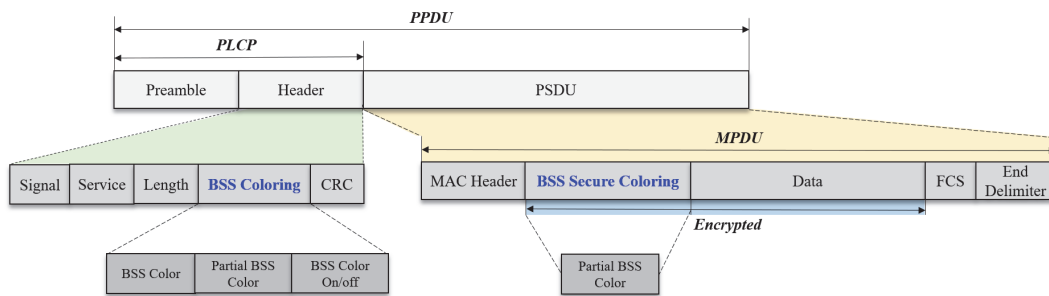 PPDU
PLCP
Preamble
Header
PSDU
MPDU
Signal
Service
Length
BSS Coloring
CRC
MAC Header
BSS Secure Coloring
Data
FCS
End
Delimiter
Encrypted
BSS Color
Partial BSS
Color
BSS Color
On/off
Partial BSS
Color